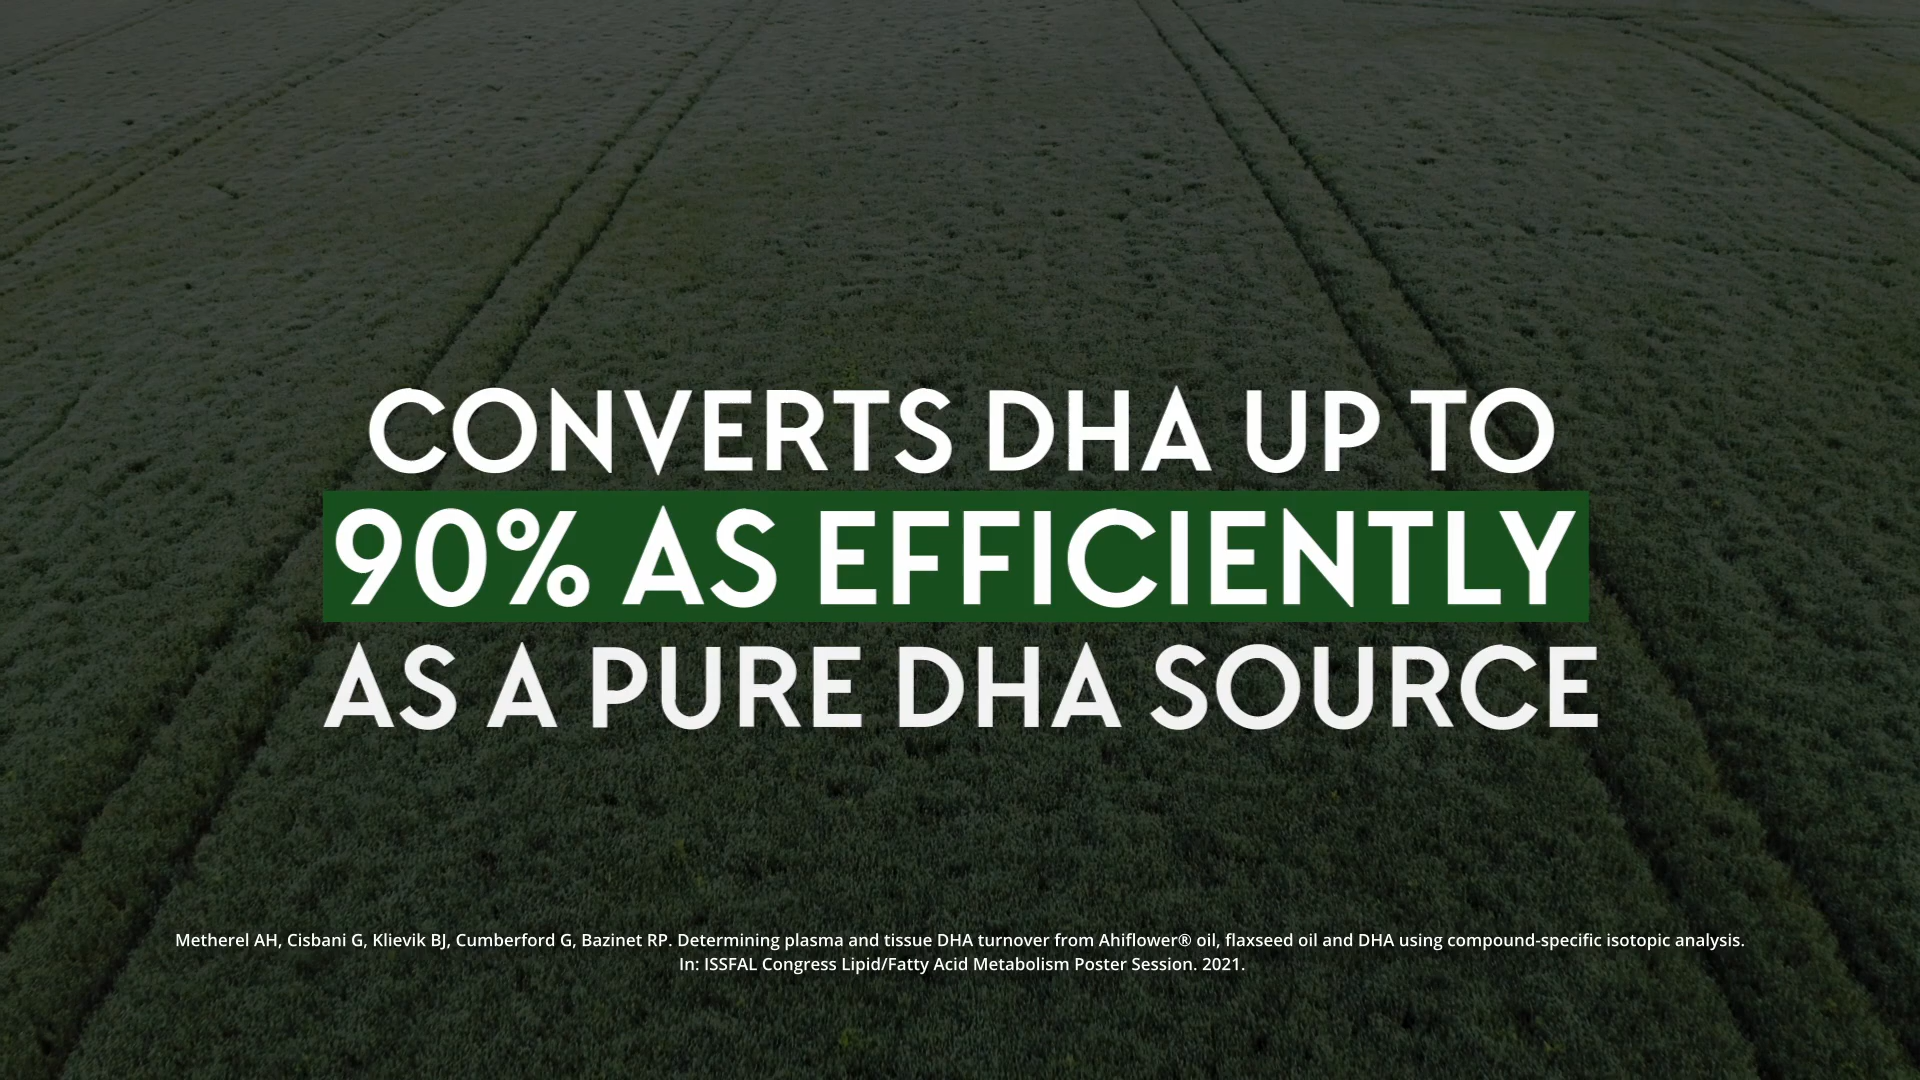 CONVERTS DHA UP TO
90% AS EFFICIENTLY
AS A PURE DHA SOURCE
Metherel AH, Cisbani G, Klievik BJ, Cumberford G, Bazinet RP. Determining plasma and tissue DHA turnover from Ahiflower® oil, flaxseed oil and DHA using compound-specific isotopic analysis.
In: ISSFAL Congress Lipid/Fatty Acid Metabolism Poster Session. 2021.